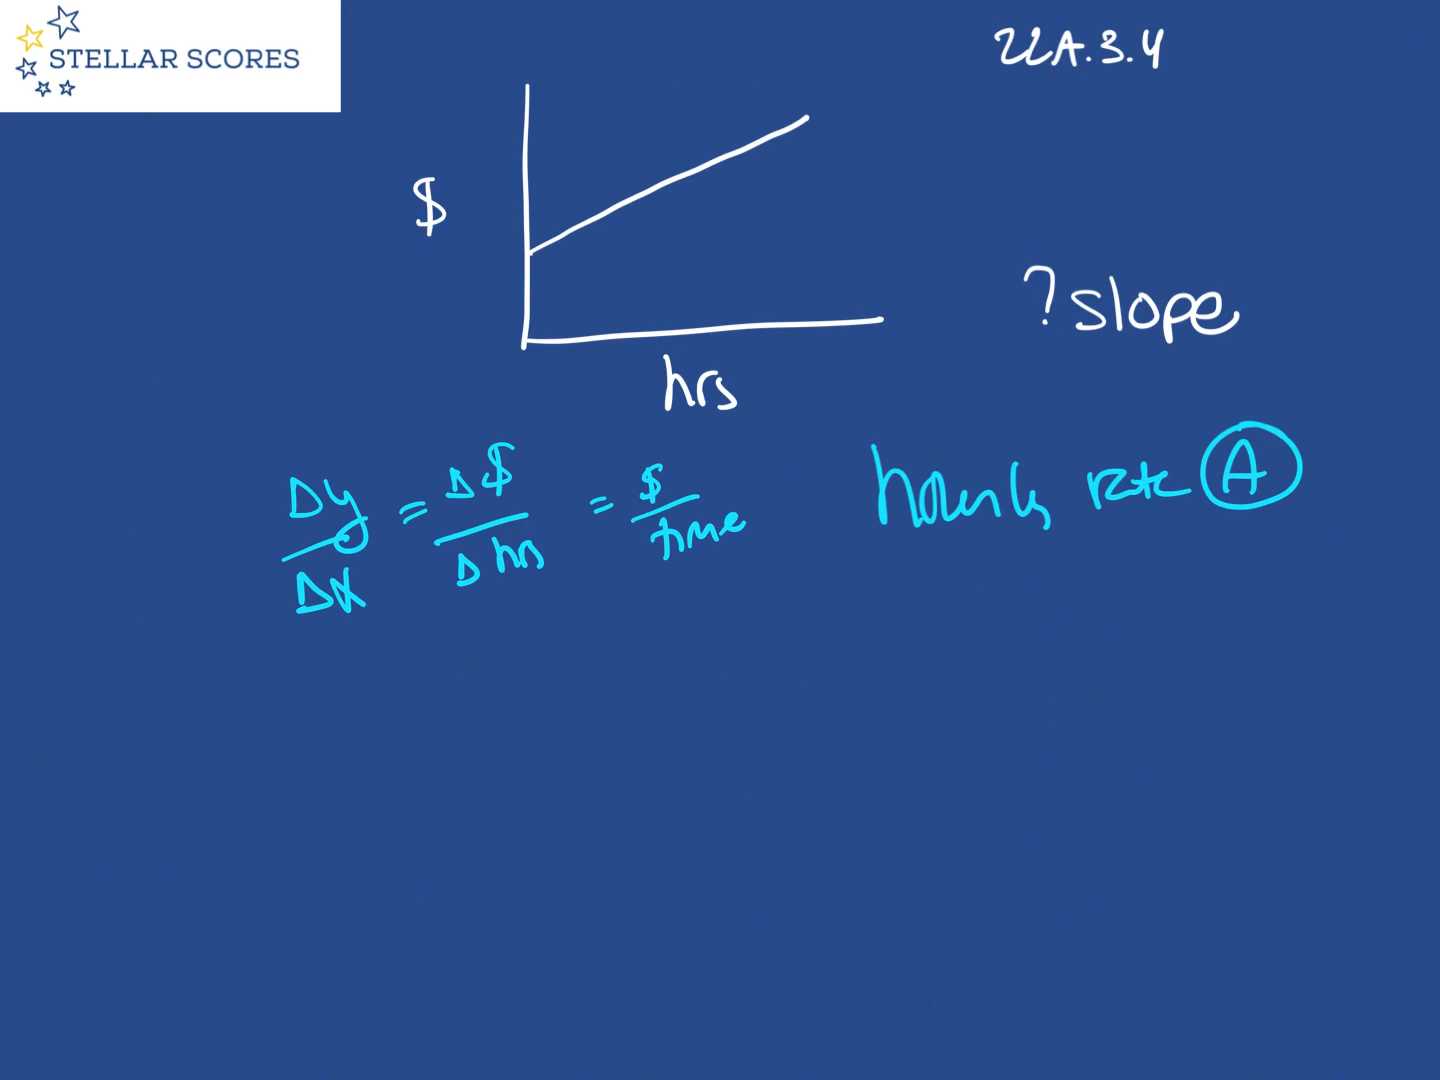 STELLAR SCORES
22A.3.4
$
? slope
hrs
Δy/Δx = Δ$/Δhrs = $/time
hourly rate A